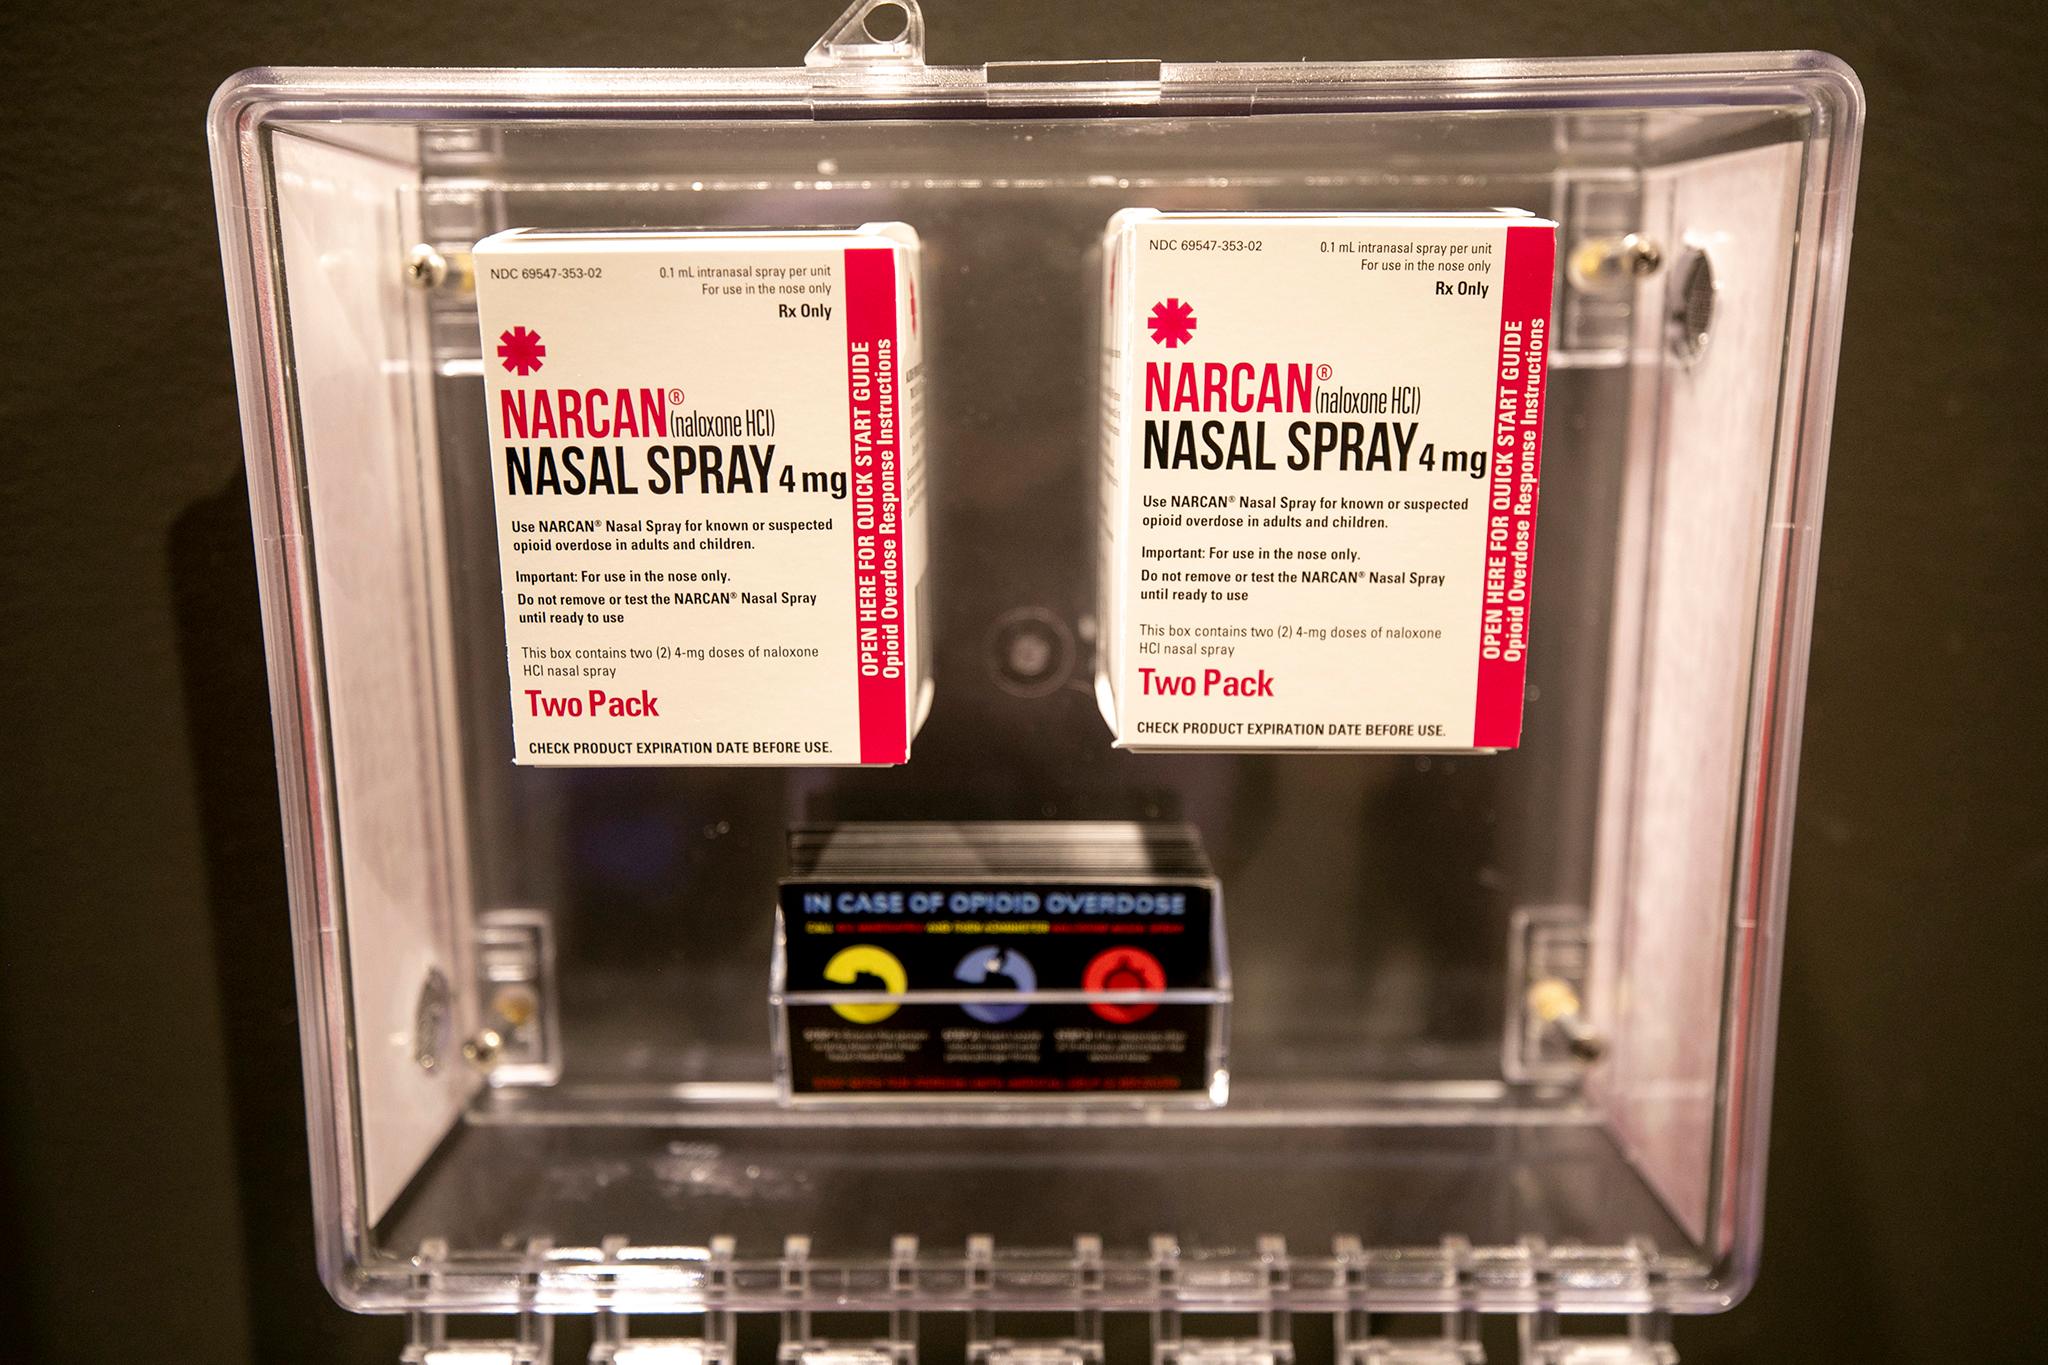 NDC 69547-353-02
0.1 mL intranasal spray per unit
For use in the nose only
Rx Only
NARCAN® (naloxone HCl)
NASAL SPRAY 4 mg
Use NARCAN® Nasal Spray for known or suspected
opioid overdose in adults and children.
Important: For use in the nose only.
Do not remove or test the NARCAN® Nasal Spray
until ready to use
This box contains two (2) 4-mg doses of naloxone
HCl nasal spray
Two Pack
CHECK PRODUCT EXPIRATION DATE BEFORE USE.
OPEN HERE FOR QUICK START GUIDE
Opioid Overdose Response Instructions
NDC 69547-353-02
0.1 mL intranasal spray per unit
For use in the nose only
Rx Only
NARCAN® (naloxone HCl)
NASAL SPRAY 4 mg
Use NARCAN® Nasal Spray for known or suspected
opioid overdose in adults and children.
Important: For use in the nose only.
Do not remove or test the NARCAN® Nasal Spray
until ready to use
This box contains two (2) 4-mg doses of naloxone
HCl nasal spray
Two Pack
CHECK PRODUCT EXPIRATION DATE BEFORE USE.
OPEN HERE FOR QUICK START GUIDE
Opioid Overdose Response Instructions
IN CASE OF OPIOID OVERDOSE
CALL AND THEN ADMINISTER